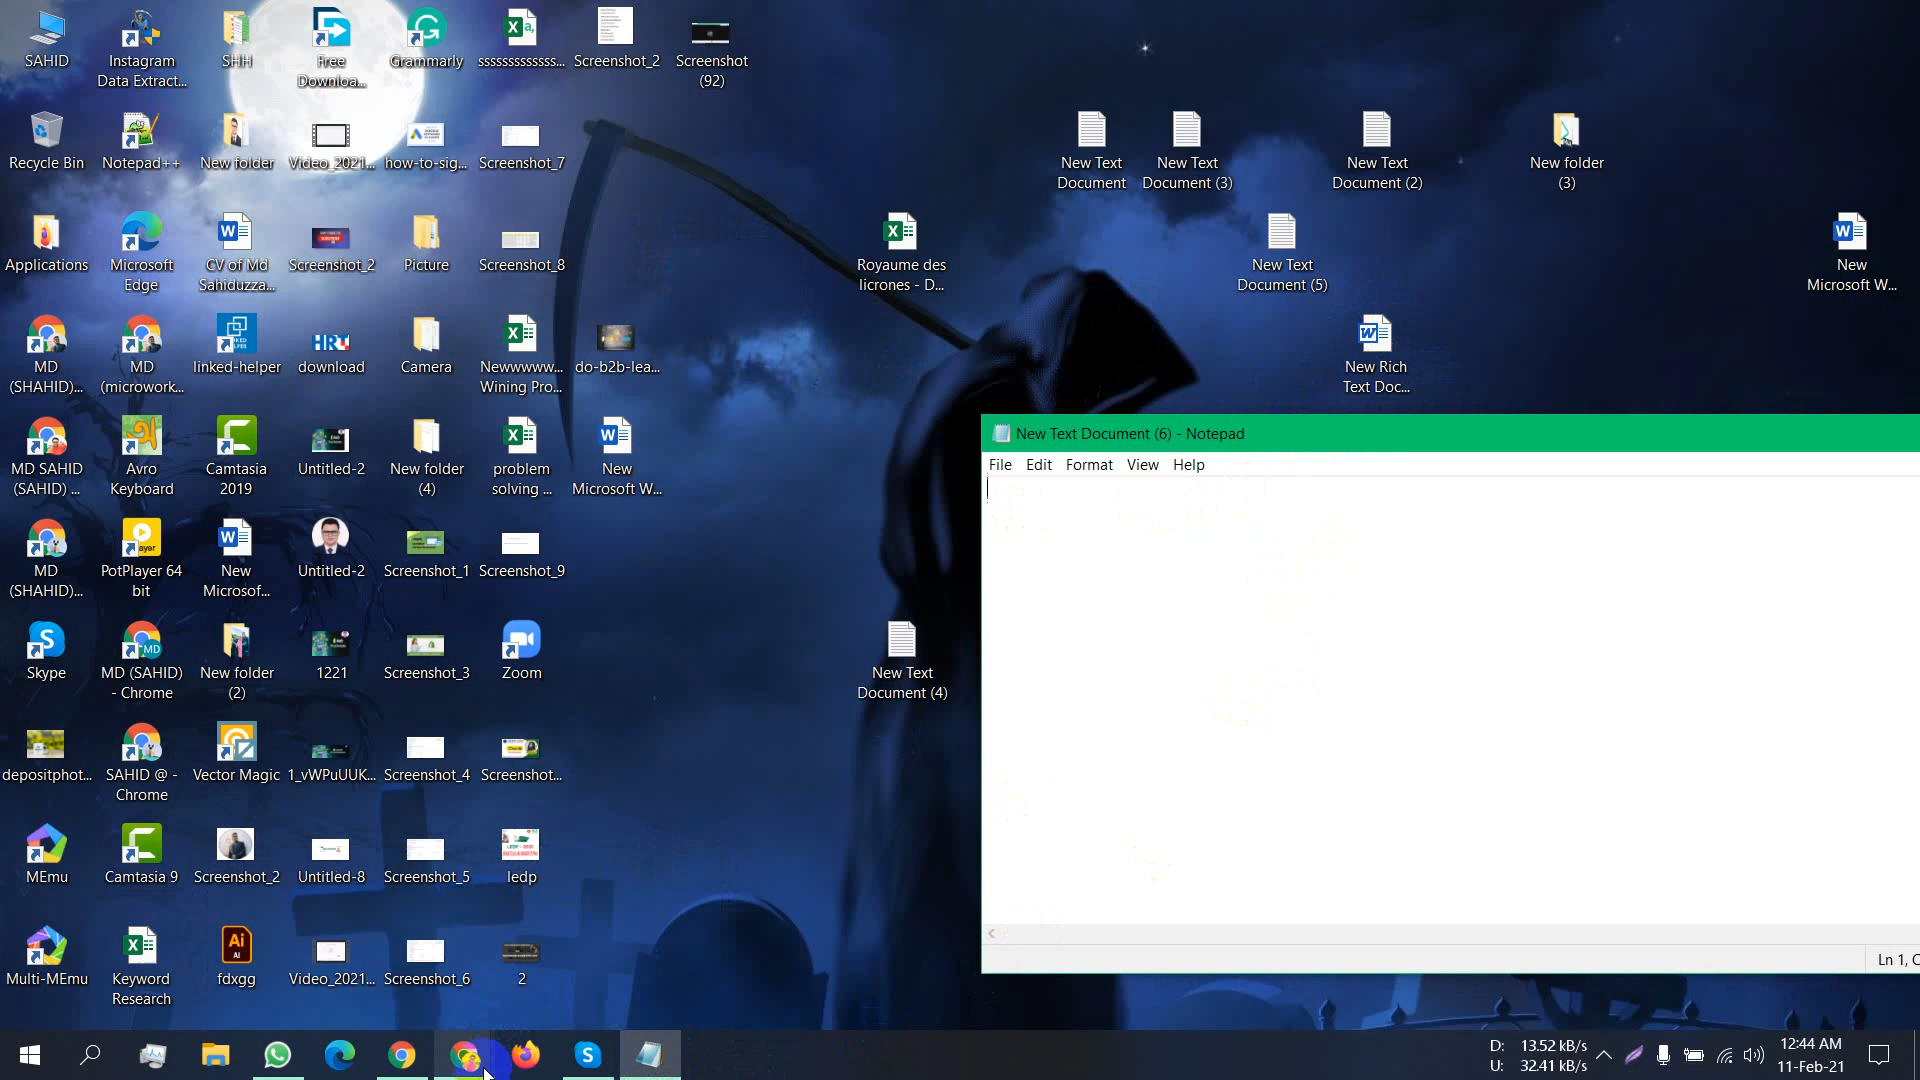 SAHID
Instagram
Data Extract...
SHH
Free
Downloa...
Grammarly
sssssssssssss...
Screenshot_2
Screenshot
(92)
Recycle Bin
Notepad++
New folder
Video_2021...
how-to-sig...
Screenshot_7
New Text
Document
New Text
Document (3)
New Text
Document (2)
New folder
(3)
Applications
Microsoft
Edge
CV of Md
Sahiduzza...
Screenshot_2
Picture
Screenshot_8
Royaume des
licrones - D...
New Text
Document (5)
New
Microsoft W...
MD
(SHAHID)...
MD
(microwork...
linked-helper
HRT
download
Camera
Newwwww...
Wining Pro...
do-b2b-lea...
New Rich
Text Doc...
MD SAHID
(SAHID) ...
Avro
Keyboard
Camtasia
2019
Untitled-2
New folder
(4)
problem
solving ...
New
Microsoft W...
New Text Document (6) - Notepad
File Edit Format View Help
MD
(SHAHID)...
PotPlayer 64
bit
New
Microsof...
Untitled-2
Screenshot_1
Screenshot_9
Skype
MD (SAHID)
- Chrome
New folder
(2)
1221
Screenshot_3
Zoom
New Text
Document (4)
depositphot...
SAHID @ -
Chrome
Vector Magic
1_vWPuUUK...
Screenshot_4
Screenshot...
MEmu
Camtasia 9
Screenshot_2
Untitled-8
Screenshot_5
ledp
Multi-MEmu
Keyword
Research
Ai
AI
fdxgg
Video_2021...
Screenshot_6
2
Ln 1, C
D: 13.52 kB/s
U: 32.41 kB/s
12:44 AM
11-Feb-21